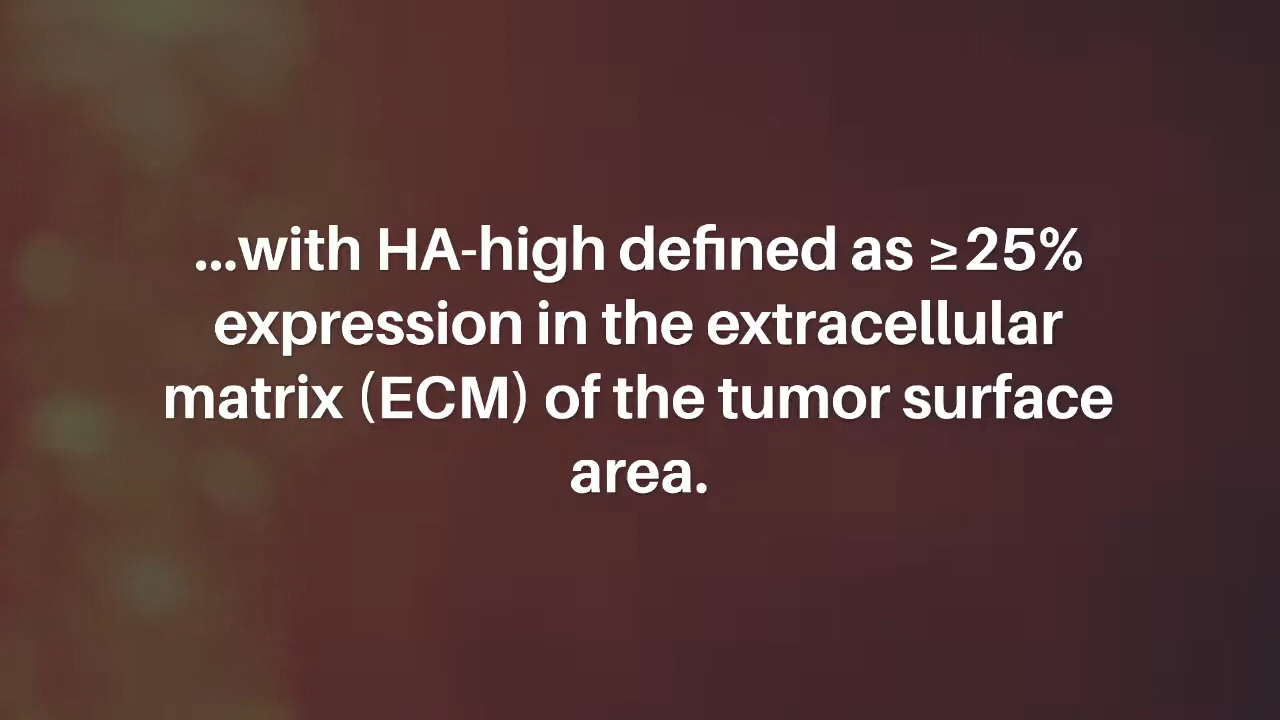 ...with HA-high defined as ≥25%
expression in the extracellular
matrix (ECM) of the tumor surface
area.